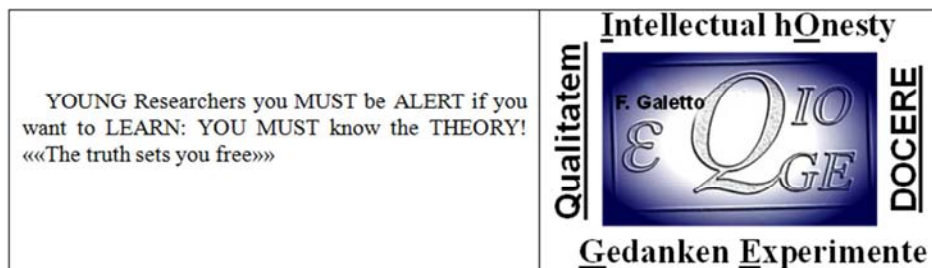 YOUNG Researchers you MUST be ALERT if you
want to LEARN: YOU MUST know the THEORY!
««The truth sets you free»»
Intellectual hOnesty
Qualitatem
F. Galetto
ε Q IO
GE
DOCERE
Gedanken Experimente